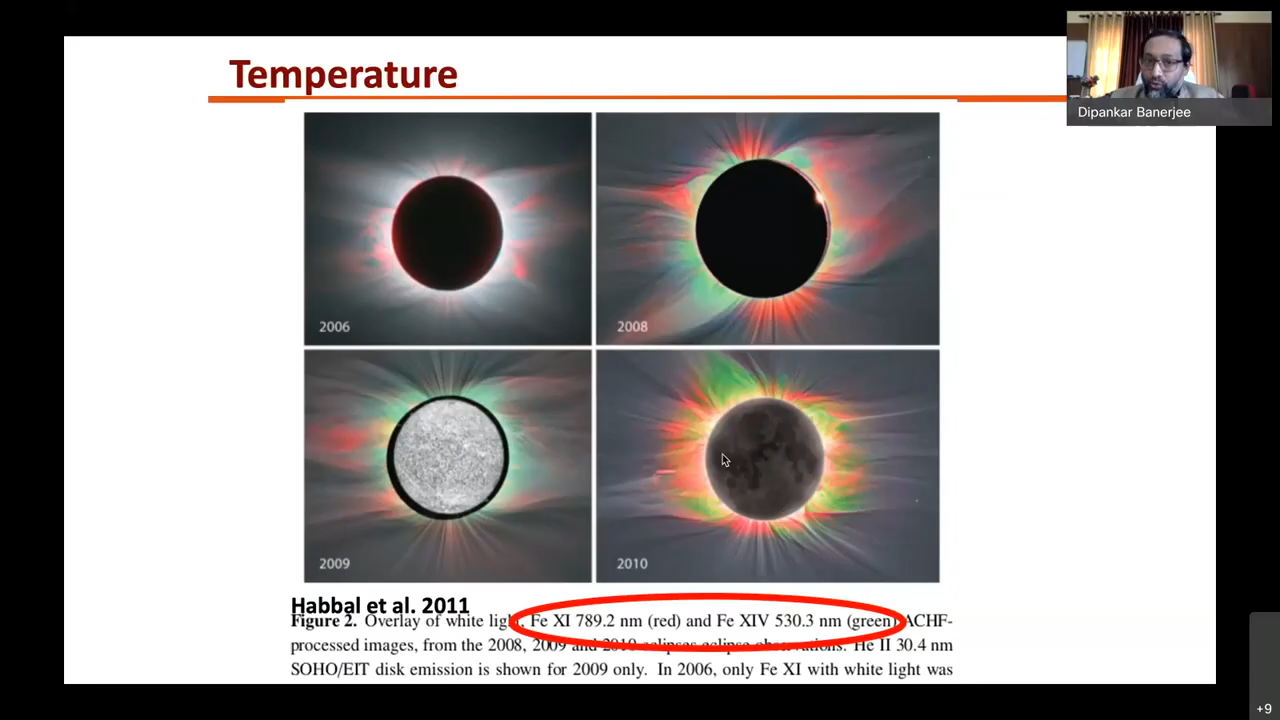 Temperature
Dipankar Banerjee
2006
2008
2009
2010
Habbal et al. 2011
Figure 2. Overlay of white light, Fe XI 789.2 nm (red) and Fe XIV 530.3 nm (green) ACHF-
processed images, from the 2008, 2009 and 2010 eclipses eclipse observations. He II 30.4 nm
SOHO/EIT disk emission is shown for 2009 only. In 2006, only Fe XI with white light was
+9